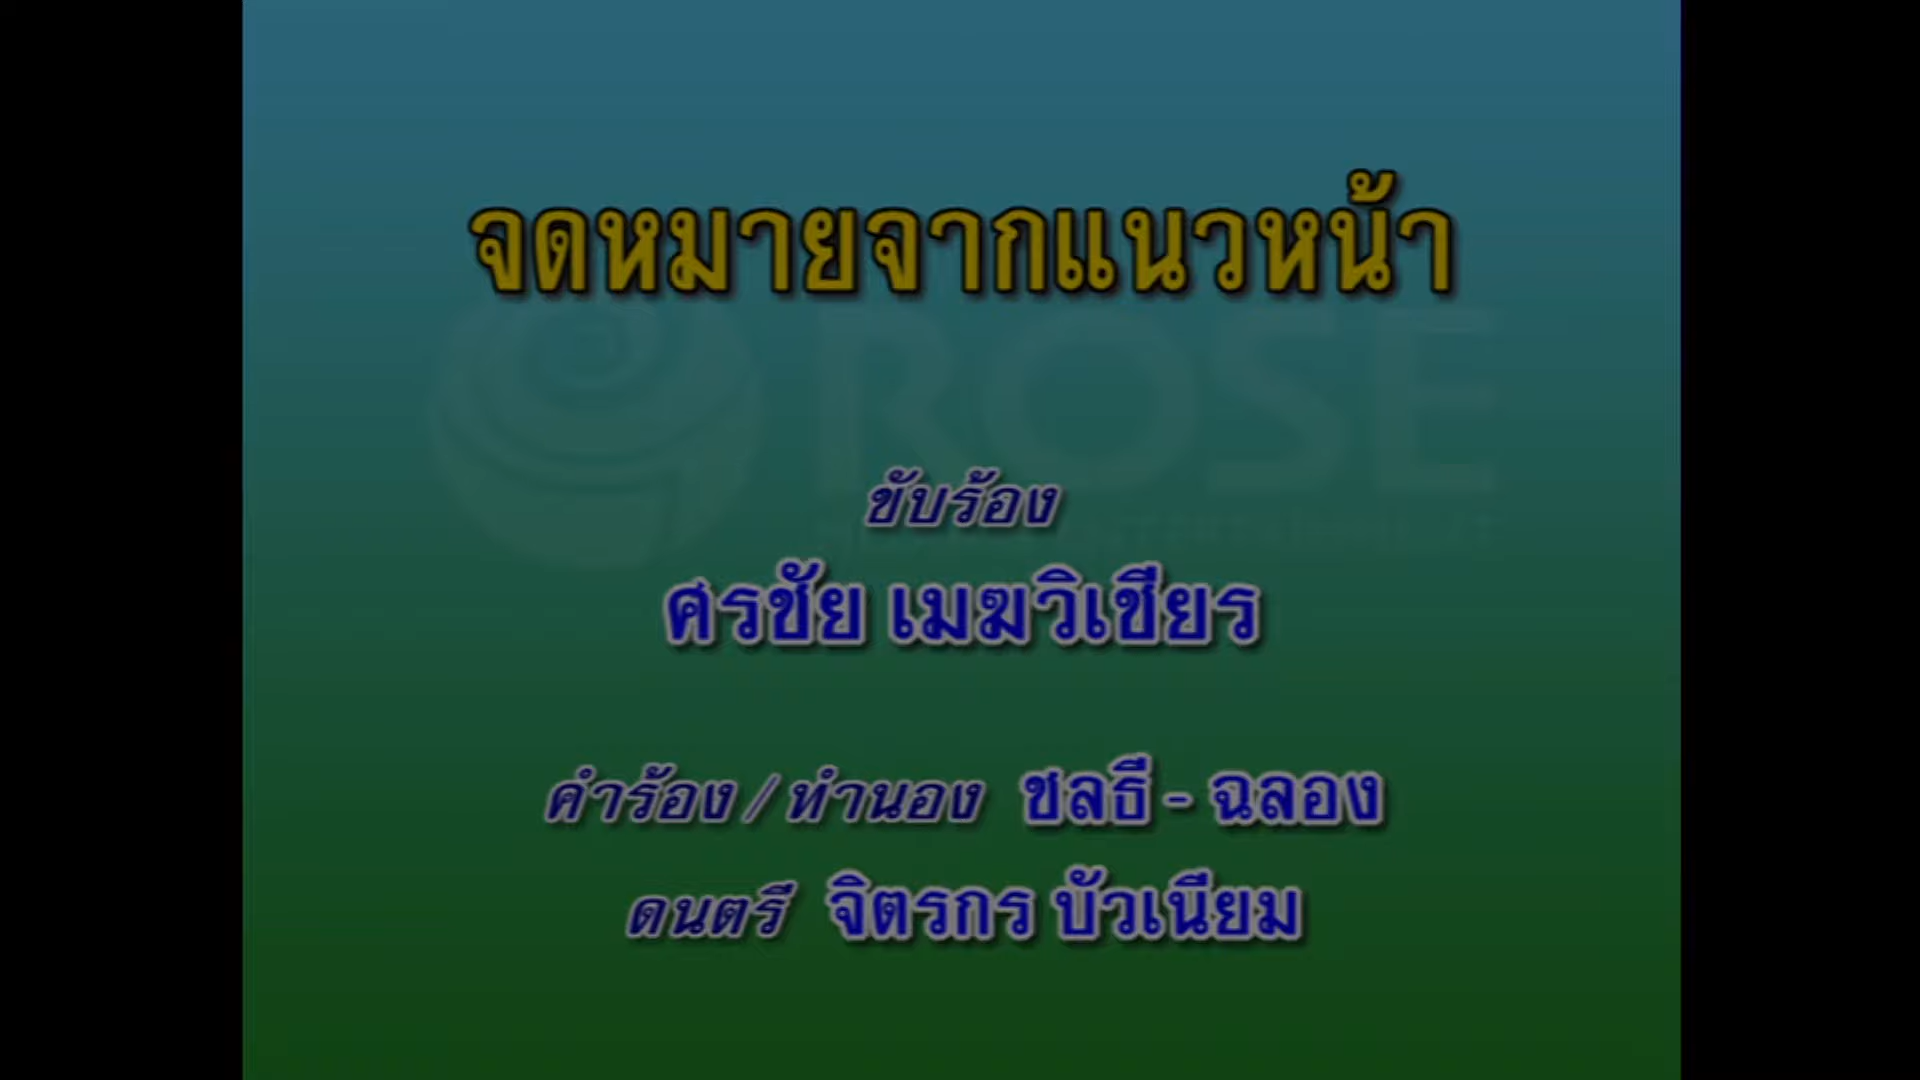 จดหมายจากแนวหน้า
ROSE
ขับร้อง
ศรชัย เมฆวิเชียร
คำร้อง / ทำนอง ชลธี - ฉลอง
ดนตรี จิตรกร บัวเนียม